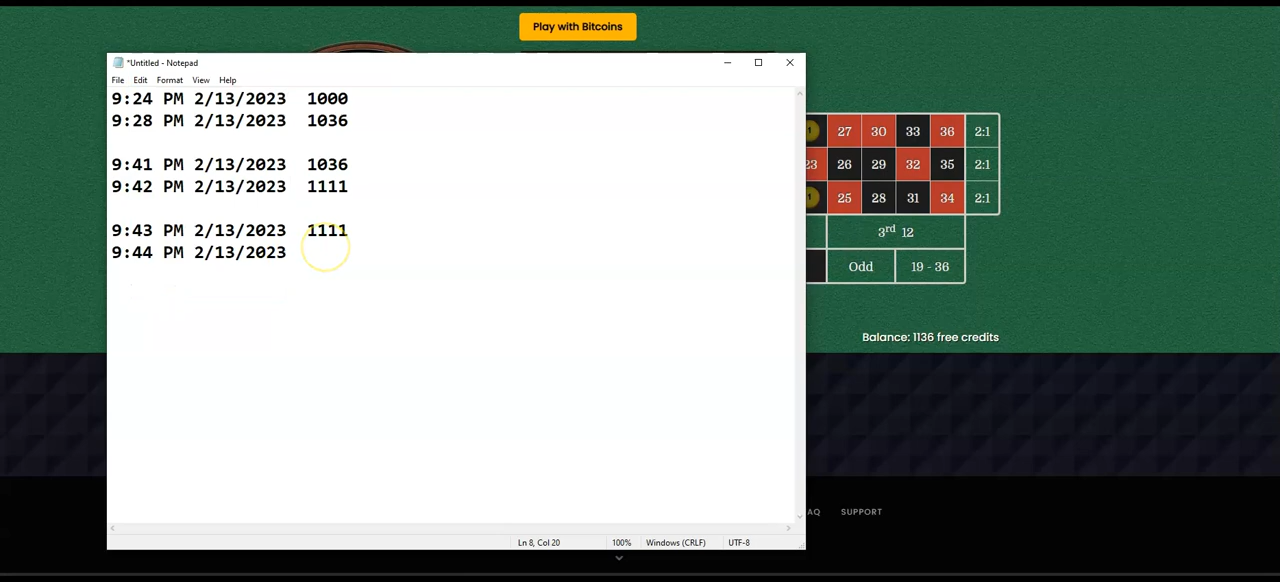 Play with Bitcoins
*Untitled - Notepad
File Edit Format View Help
9:24 PM 2/13/2023 1000
9:28 PM 2/13/2023 1036
9:41 PM 2/13/2023 1036
9:42 PM 2/13/2023 1111
9:43 PM 2/13/2023 1111
9:44 PM 2/13/2023
Ln 8, Col 20 100% Windows (CRLF) UTF-8
1 27 30 33 36 2:1
23 26 29 32 35 2:1
1 25 28 31 34 2:1
3rd 12
Odd 19 - 36
Balance: 1136 free credits
AQ SUPPORT